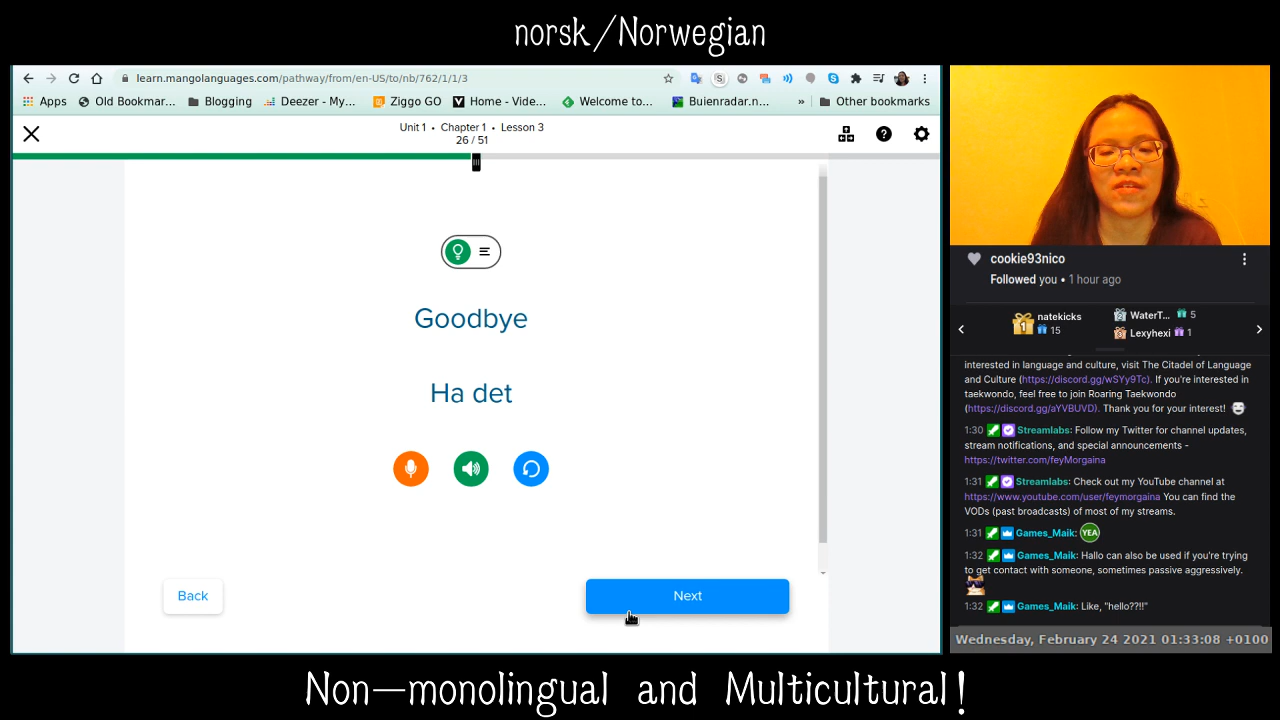 norsk/Norwegian
learn.mangolanguages.com/pathway/from/en-US/to/nb/762/1/1/3
Apps Old Bookmar... Blogging Deezer - My... Ziggo GO Home - Vide... Welcome to... Buienradar.n... » Other bookmarks
Unit 1 • Chapter 1 • Lesson 3
26 / 51
Goodbye
Ha det
Back
Next
cookie93nico
Followed you • 1 hour ago
natekicks
15
WaterT... 5
Lexyhexi 1
interested in language and culture, visit The Citadel of Language
and Culture (https://discord.gg/wSYy9Tc). If you're interested in
taekwondo, feel free to join Roaring Taekwondo
(https://discord.gg/aYVBUVD). Thank you for your interest!
1:30 Streamlabs: Follow my Twitter for channel updates,
stream notifications, and special announcements -
https://twitter.com/feyMorgaina
1:31 Streamlabs: Check out my YouTube channel at
https://www.youtube.com/user/feymorgaina You can find the
VODs (past broadcasts) of most of my streams.
1:31 Games_Maik: YEA
1:32 Games_Maik: Hallo can also be used if you're trying
to get contact with someone, sometimes passive aggressively.
1:32 Games_Maik: Like, "hello??!!"
Wednesday, February 24 2021 01:33:08 +0100
Non-monolingual and Multicultural!